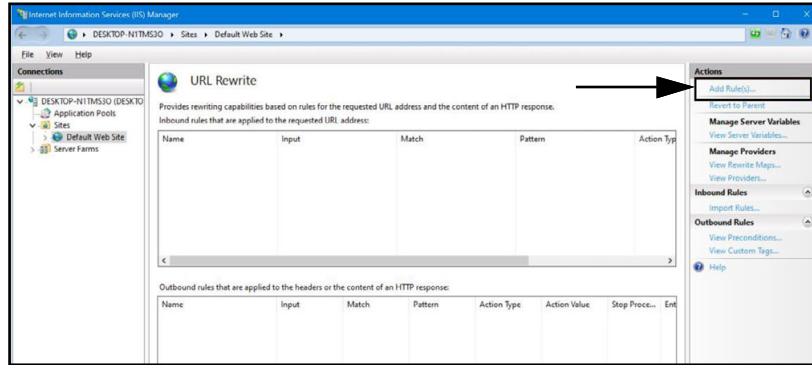 Internet Information Services (IIS) Manager
DESKTOP-N1TMS3O Sites Default Web Site
File View Help
Connections
DESKTOP-N1TMS3O (DESKTO
Application Pools
Sites
Default Web Site
Server Farms
URL Rewrite
Provides rewriting capabilities based on rules for the requested URL address and the content of an HTTP response.
Inbound rules that are applied to the requested URL address:
Name Input Match Pattern Action Typ
Outbound rules that are applied to the headers or the content of an HTTP response:
Name Input Match Pattern Action Type Action Value Stop Proce... Ent
Actions
Add Rule(s)...
Revert to Parent
Manage Server Variables
View Server Variables...
Manage Providers
View Rewrite Maps...
View Providers...
Inbound Rules
Import Rules...
Outbound Rules
View Preconditions...
View Custom Tags...
Help